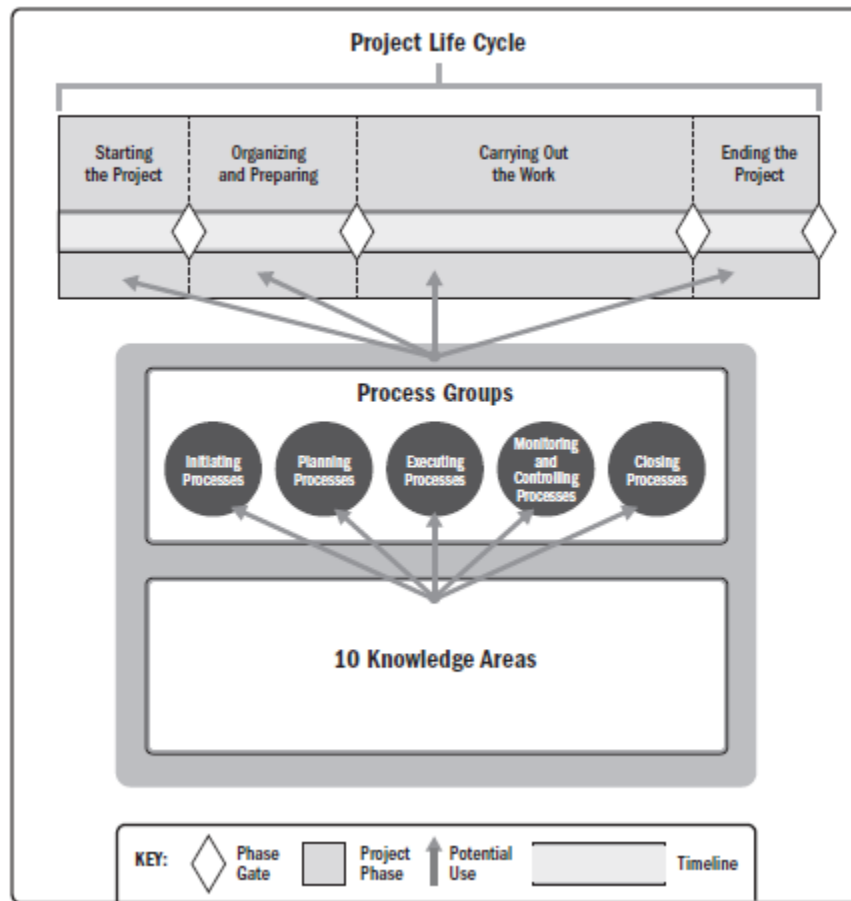 Project Life Cycle
Starting
the Project
Organizing
and Preparing
Carrying Out
the Work
Ending the
Project
Process Groups
Initiating
Processes
Planning
Processes
Executing
Processes
Monitoring
and
Controlling
Processes
Closing
Processes
10 Knowledge Areas
KEY:
Phase
Gate
Project
Phase
Potential
Use
Timeline